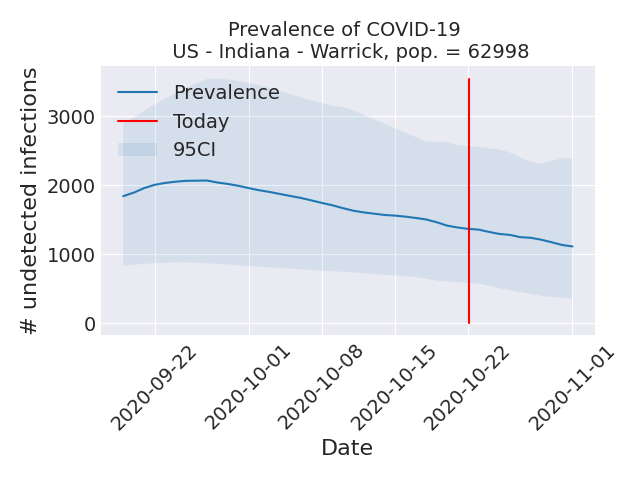 Prevalence of COVID-19
US - Indiana - Warrick, pop. = 62998
# undetected infections
3000
2000
1000
0
Prevalence
Today
95CI
2020-09-22
2020-10-01
2020-10-08
2020-10-15
2020-10-22
2020-11-01
Date